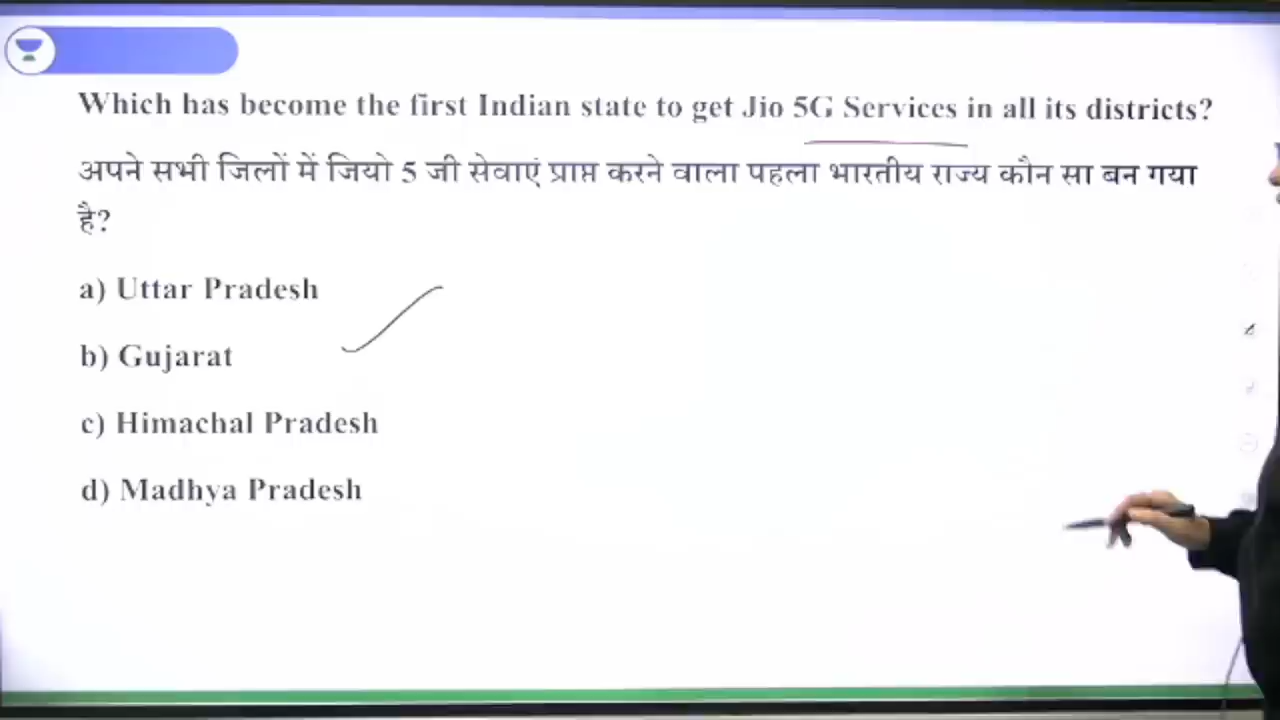 Which has become the first Indian state to get Jio 5G Services in all its districts?
अपने सभी जिलों में जियो 5 जी सेवाएं प्राप्त करने वाला पहला भारतीय राज्य कौन सा बन गया
है?
a) Uttar Pradesh
b) Gujarat
c) Himachal Pradesh
d) Madhya Pradesh